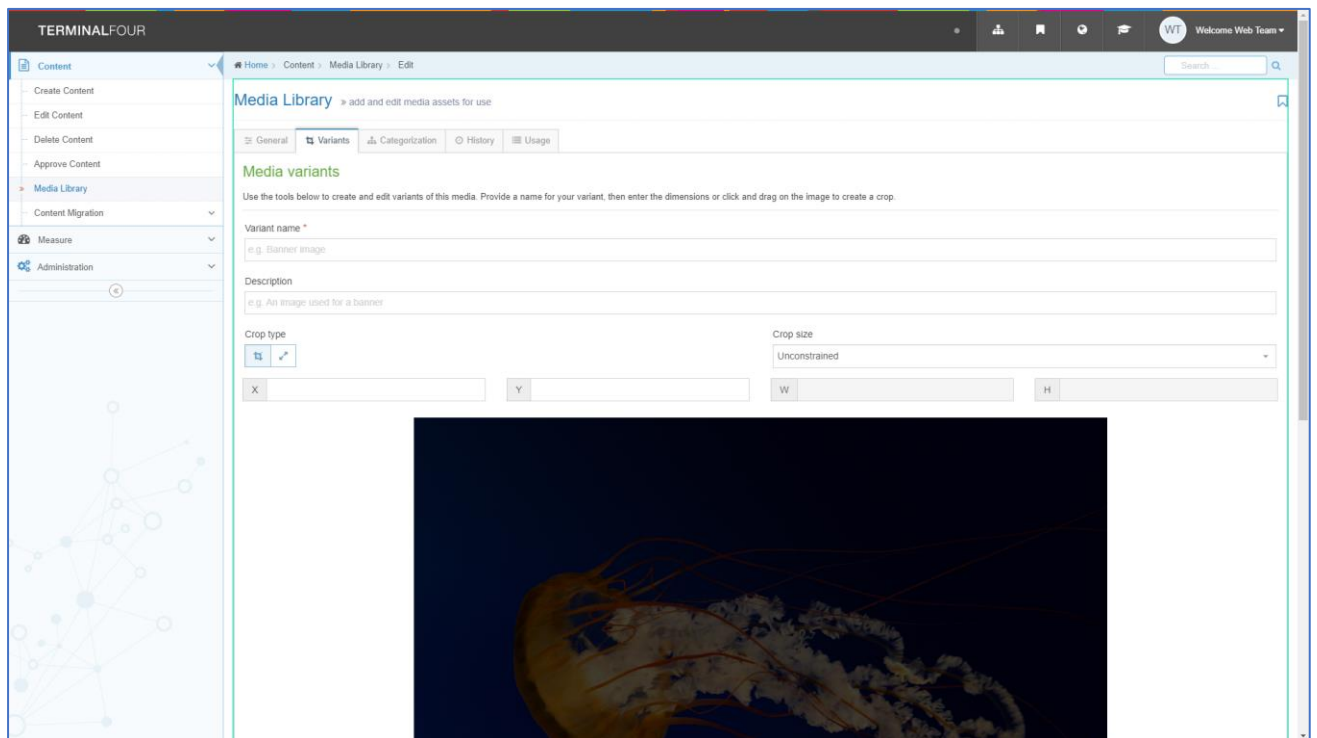 TERMINALFOUR
WT Welcome Web Team
Content
Home > Content > Media Library > Edit
Search ...
Create Content
Edit Content
Delete Content
Approve Content
» Media Library
Content Migration
Measure
Administration
Media Library » add and edit media assets for use
General Variants Categorization History Usage
Media variants
Use the tools below to create and edit variants of this media. Provide a name for your variant, then enter the dimensions or click and drag on the image to create a crop.
Variant name *
e.g. Banner image
Description
e.g. An image used for a banner
Crop type Crop size
Unconstrained
X Y W H